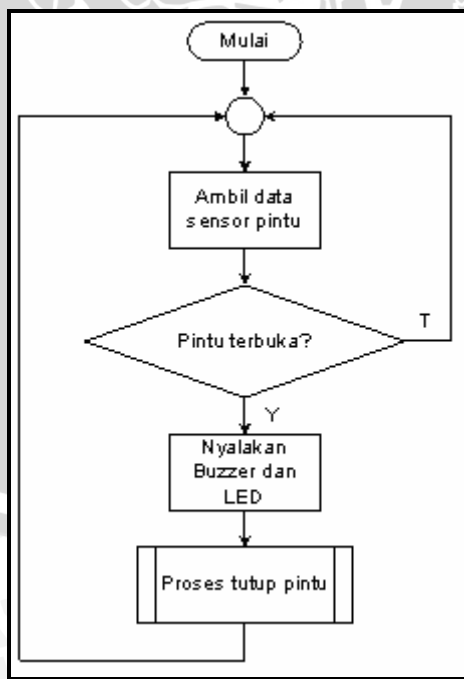 Mulai
Ambil data
sensor pintu
Pintu terbuka?
T
Y
Nyalakan
Buzzer dan
LED
Proses tutup pintu